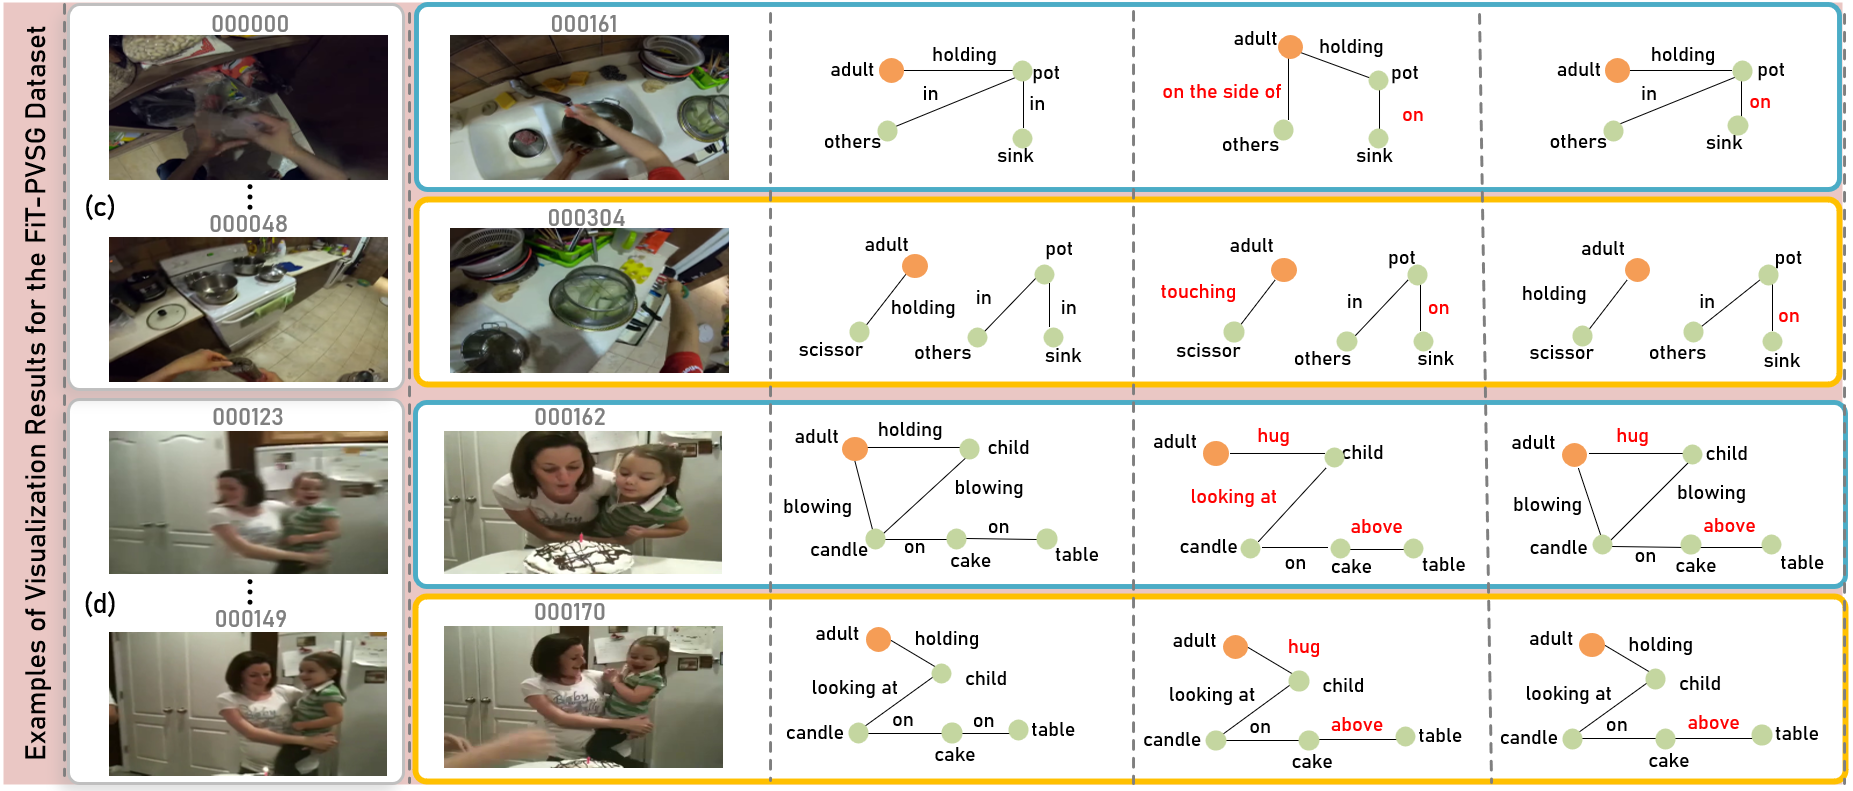 Examples of Visualization Results for the FiT-PVSG Dataset
(c)
000000
000048
000161
adult
holding
pot
in
in
others
sink
adult
holding
pot
on the side of
on
others
sink
adult
holding
pot
in
on
others
sink
000304
adult
pot
holding
in
in
scissor
others
sink
adult
pot
touching
in
on
scissor
others
sink
adult
pot
holding
in
on
scissor
others
sink
(d)
000123
000149
000162
adult
holding
child
blowing
blowing
candle
on
cake
on
table
adult
hug
child
looking at
candle
on
cake
above
table
adult
hug
child
blowing
blowing
candle
on
cake
above
table
000170
adult
holding
child
looking at
candle
on
cake
on
table
adult
hug
child
looking at
candle
on
cake
above
table
adult
holding
child
looking at
candle
on
cake
above
table